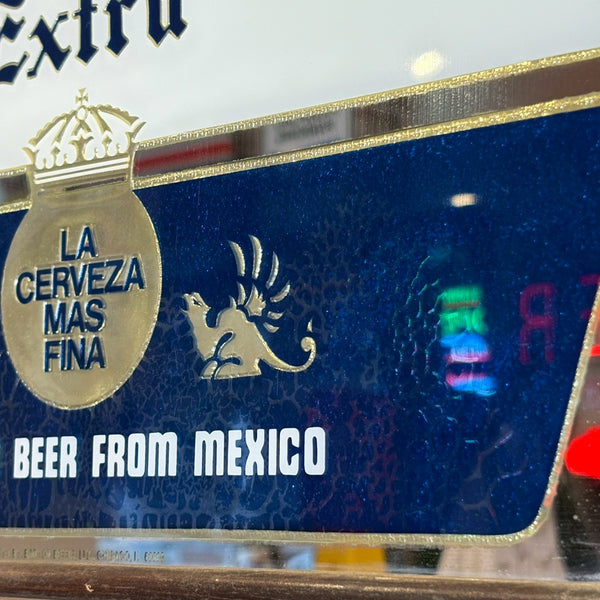 Extra
LA
CERVEZA
MAS
FINA
BEER FROM MEXICO